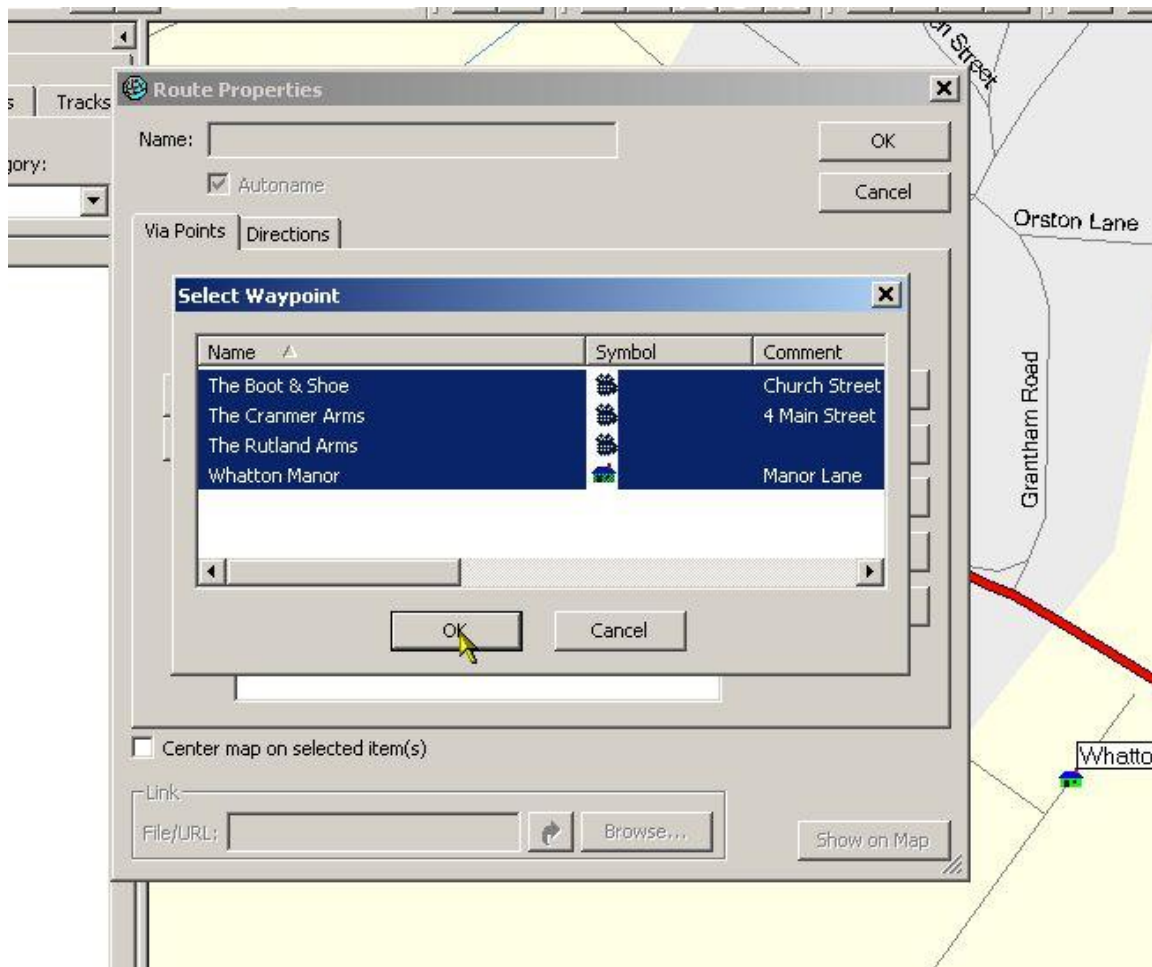 Tracks
gory:
Route Properties
Name:
OK
Autoname
Cancel
Via Points
Directions
Select Waypoint
Name Symbol Comment
The Boot & Shoe Church Street
The Cranmer Arms 4 Main Street
The Rutland Arms
Whatton Manor Manor Lane
OK Cancel
Center map on selected item(s)
Link
File/URL: Browse...
Show on Map
Street
Orston Lane
Grantham Road
Whatto